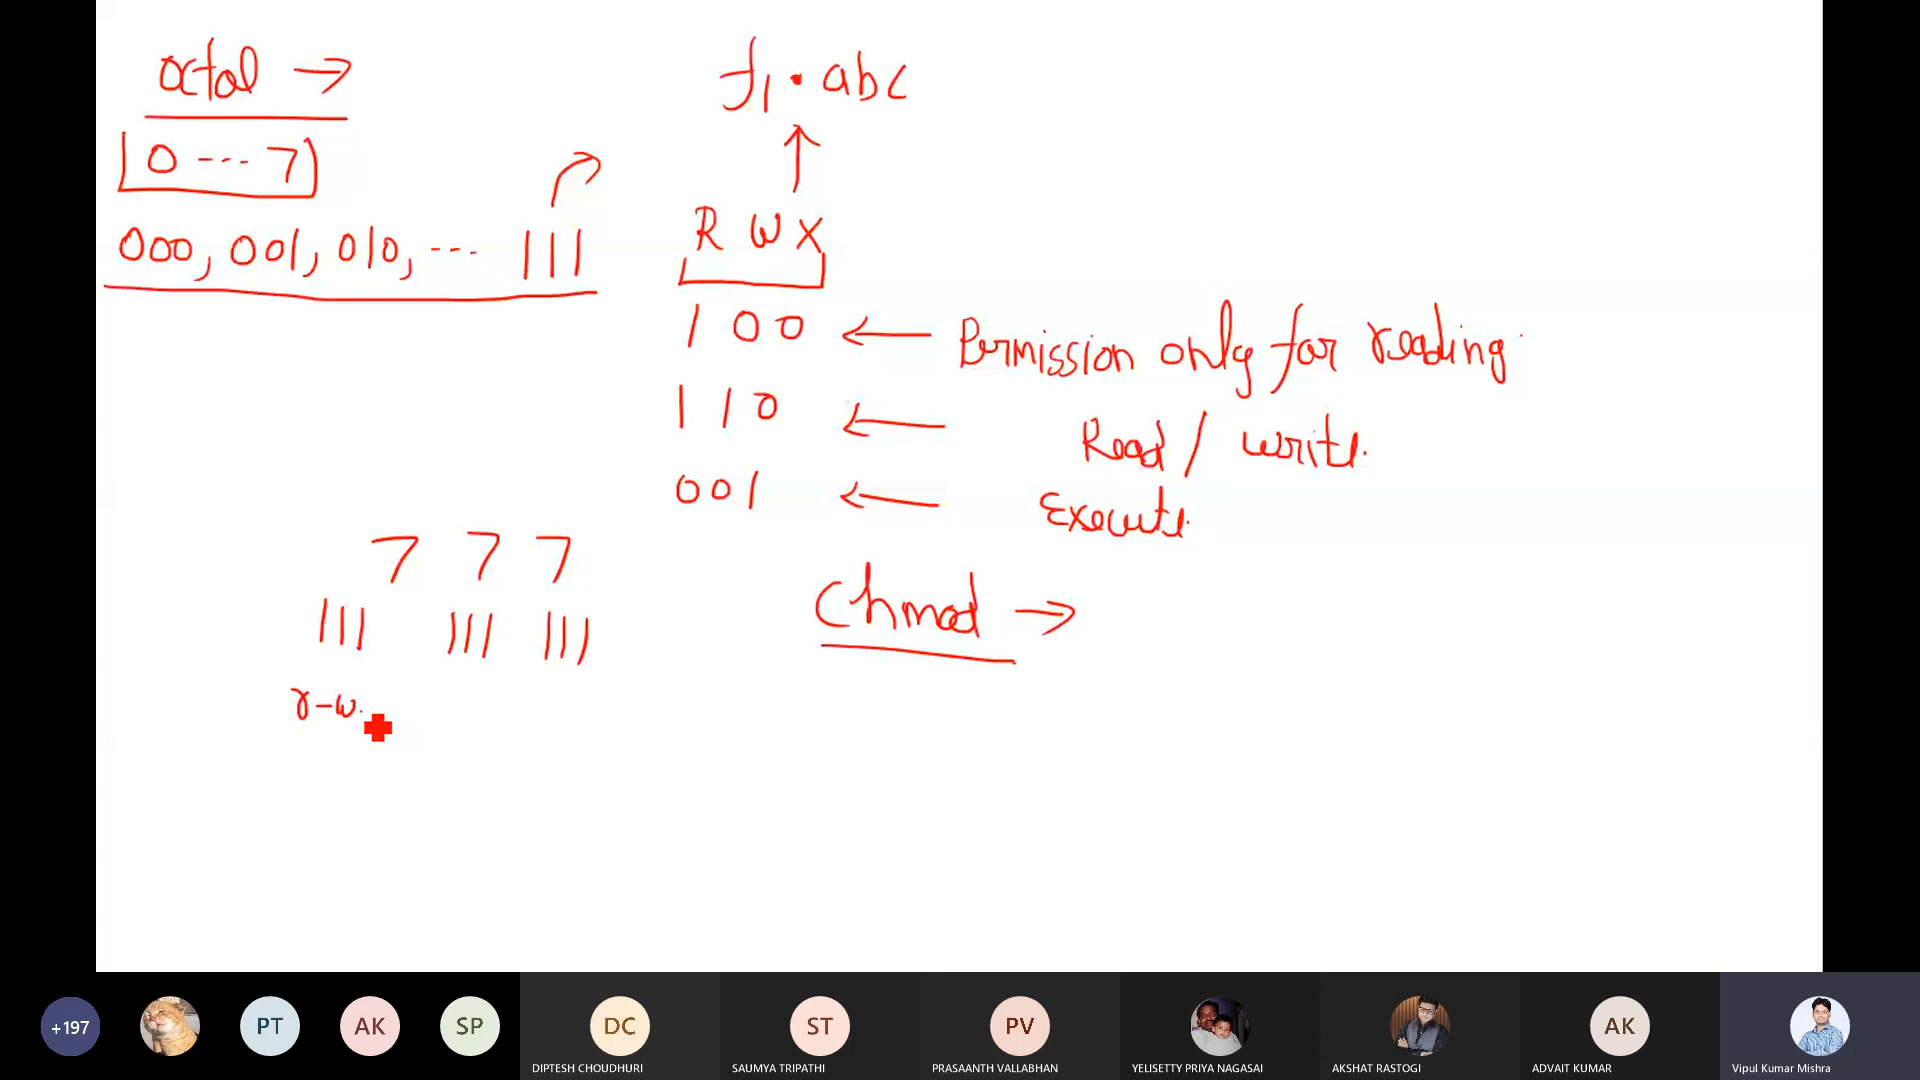 octal →
0 --- 7
000, 001, 010, --- 111
f1.abc
R W X
1 0 0 ← Permission only for reading.
1 1 0 ← Read / write.
0 0 1 ← Execute.
7 7 7
111 111 111
r-w.
Chmod →
+197
PT
AK
SP
DC
DIPTESH CHOUDHURI
ST
SAUMYA TRIPATHI
PV
PRASAANTH VALLABHAN
YELISETTY PRIYA NAGASAI
AKSHAT RASTOGI
AK
ADVAIT KUMAR
Vipul Kumar Mishra